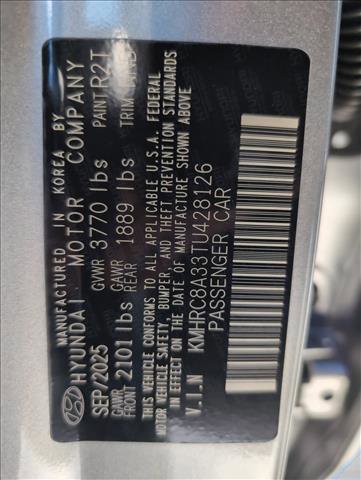 MANUFACTURED IN KOREA BY
HYUNDAI MOTOR COMPANY
SEP/2025 GVWR 3770 lbs PAINT R2T
GAWR FRONT 2101 lbs GAWR REAR 1889 lbs TRIM
THIS VEHICLE CONFORMS TO ALL APPLICABLE U.S.A. FEDERAL
MOTOR VEHICLE SAFETY, BUMPER, AND THEFT PREVENTION STANDARDS
IN EFFECT ON THE DATE OF MANUFACTURE SHOWN ABOVE
V.I.N KMHRC8A33TU428126
PASSENGER CAR